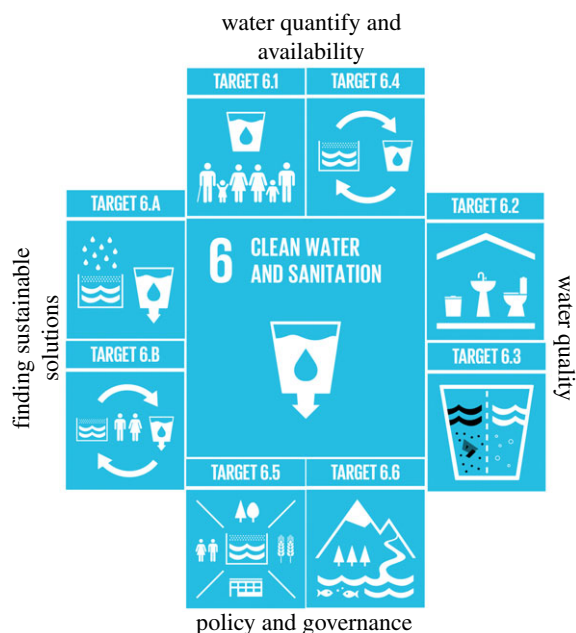 water quantify and
availability
TARGET 6.1
TARGET 6.4
TARGET 6.A
TARGET 6.2
6 CLEAN WATER
AND SANITATION
finding sustainable
solutions
water quality
TARGET 6.B
TARGET 6.3
TARGET 6.5
TARGET 6.6
policy and governance